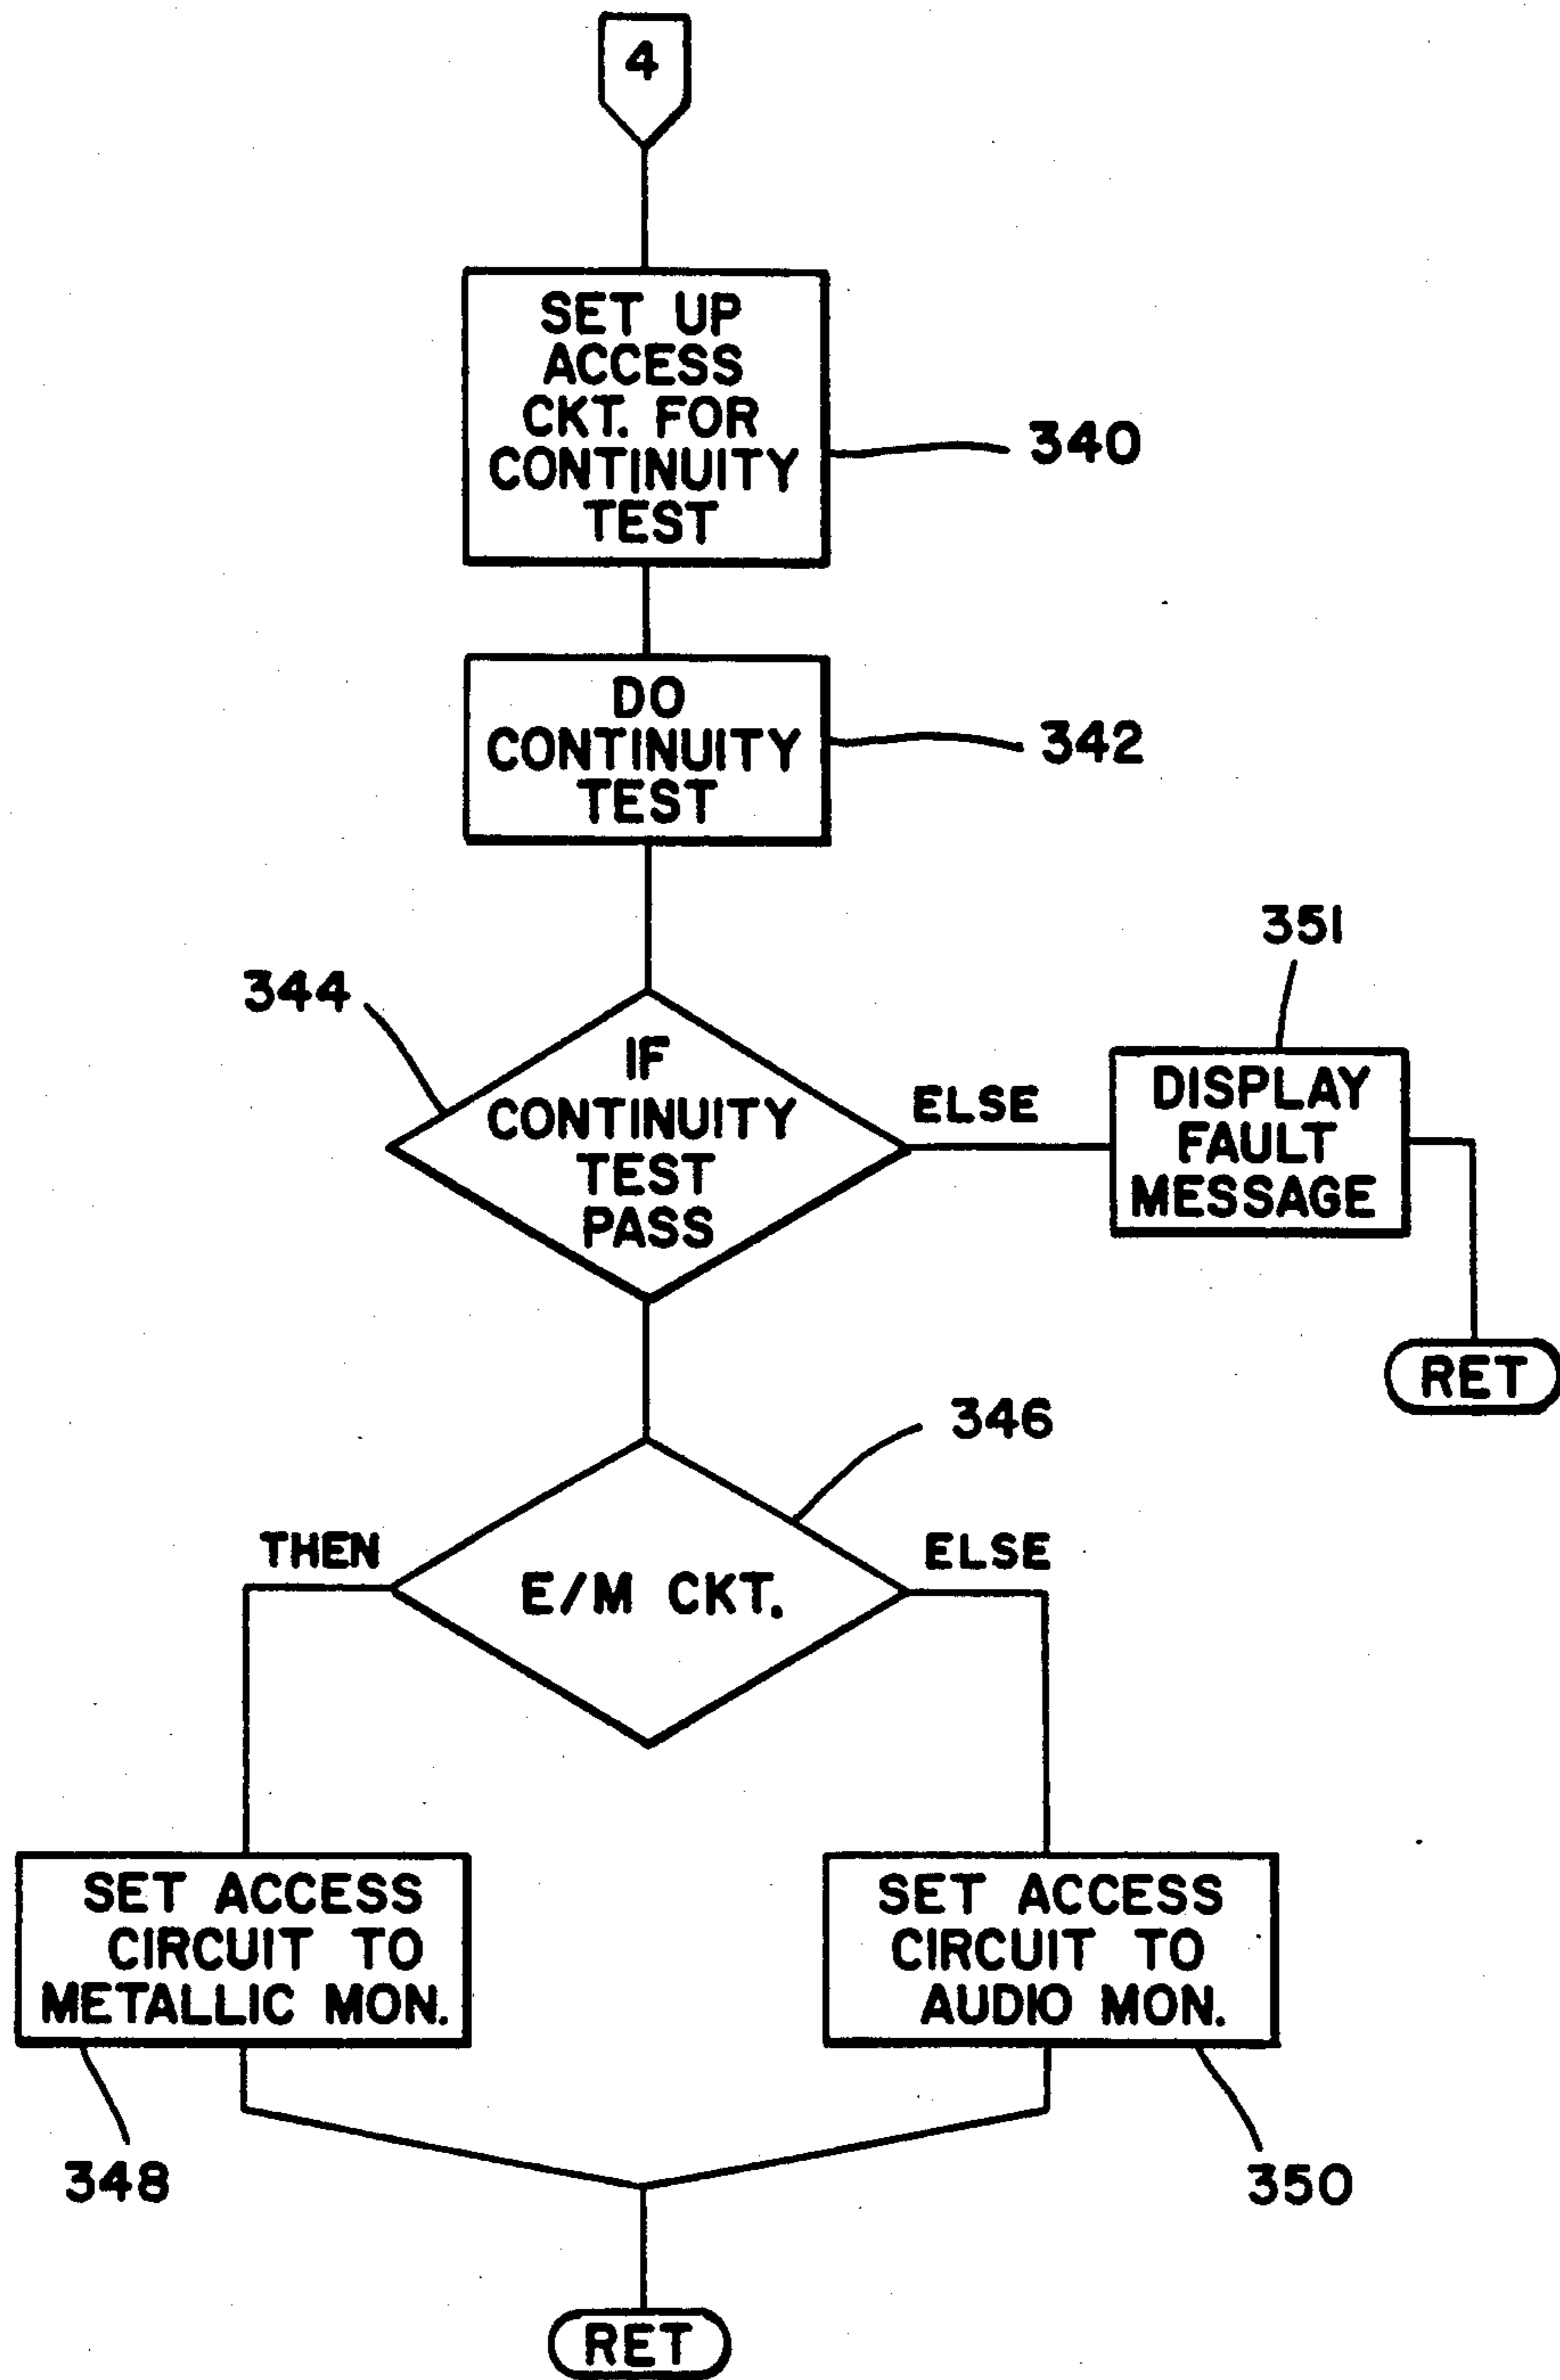 4
SET UP
ACCESS
CKT. FOR
CONTINUITY
TEST
340
DO
CONTINUITY
TEST
342
344
IF
CONTINUITY
TEST
PASS
ELSE
351
DISPLAY
FAULT
MESSAGE
RET
346
THEN
E/M CKT.
ELSE
SET ACCESS
CIRCUIT TO
METALLIC MON.
348
SET ACCESS
CIRCUIT TO
AUDIO MON.
350
RET